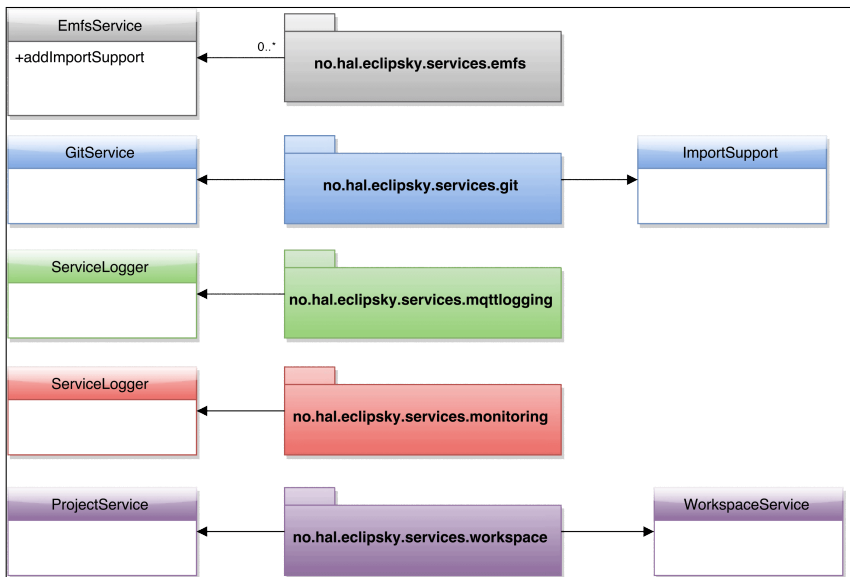 EmfsService
+addImportSupport
0..*
no.hal.eclipsky.services.emfs
GitService
no.hal.eclipsky.services.git
ImportSupport
ServiceLogger
no.hal.eclipsky.services.mqttlogging
ServiceLogger
no.hal.eclipsky.services.monitoring
ProjectService
no.hal.eclipsky.services.workspace
WorkspaceService